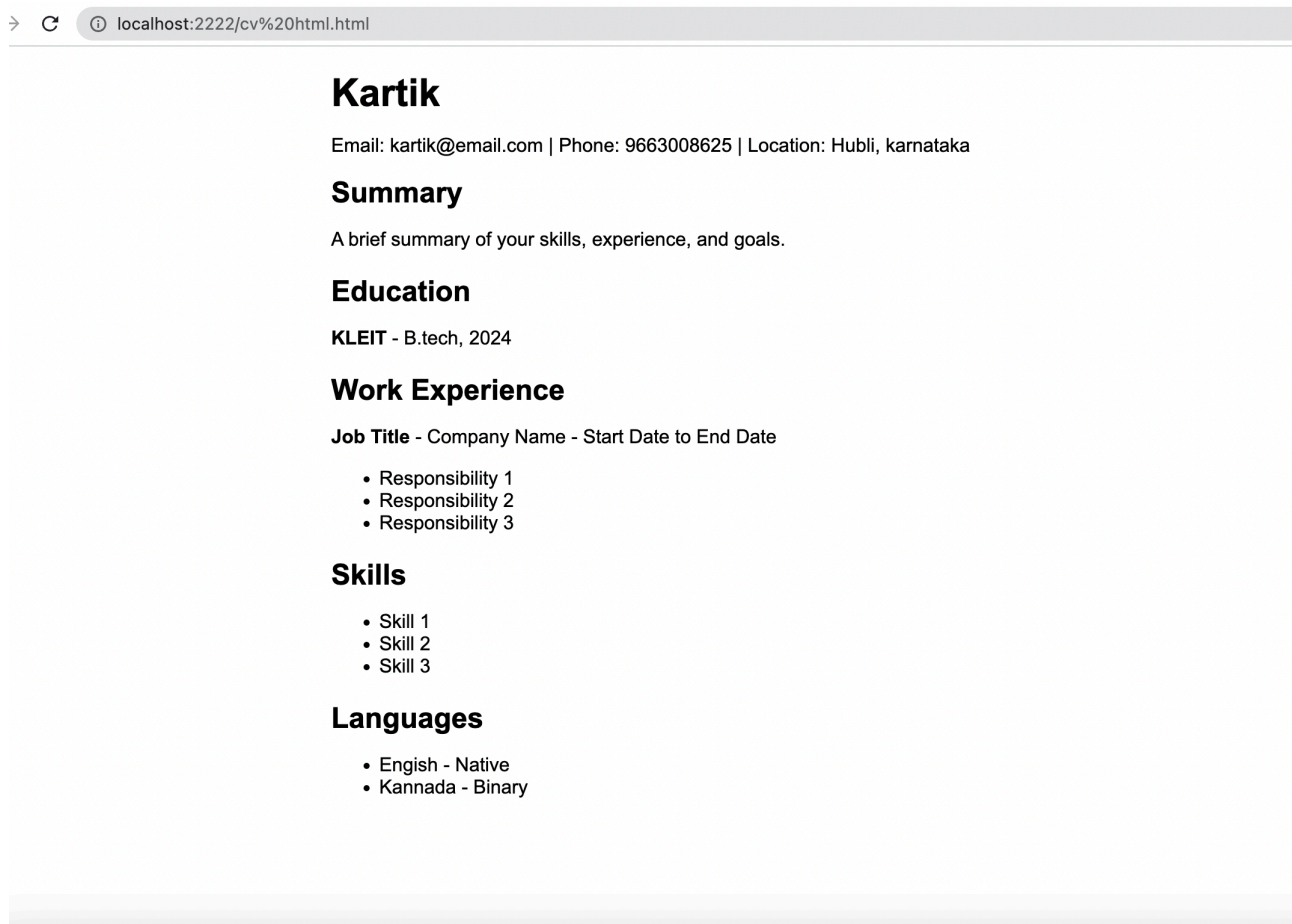 localhost:2222/cv%20html.html
Kartik
Email: kartik@email.com | Phone: 9663008625 | Location: Hubli, karnataka
Summary
A brief summary of your skills, experience, and goals.
Education
KLEIT - B.tech, 2024
Work Experience
Job Title - Company Name - Start Date to End Date
• Responsibility 1
• Responsibility 2
• Responsibility 3
Skills
• Skill 1
• Skill 2
• Skill 3
Languages
• Engish - Native
• Kannada - Binary